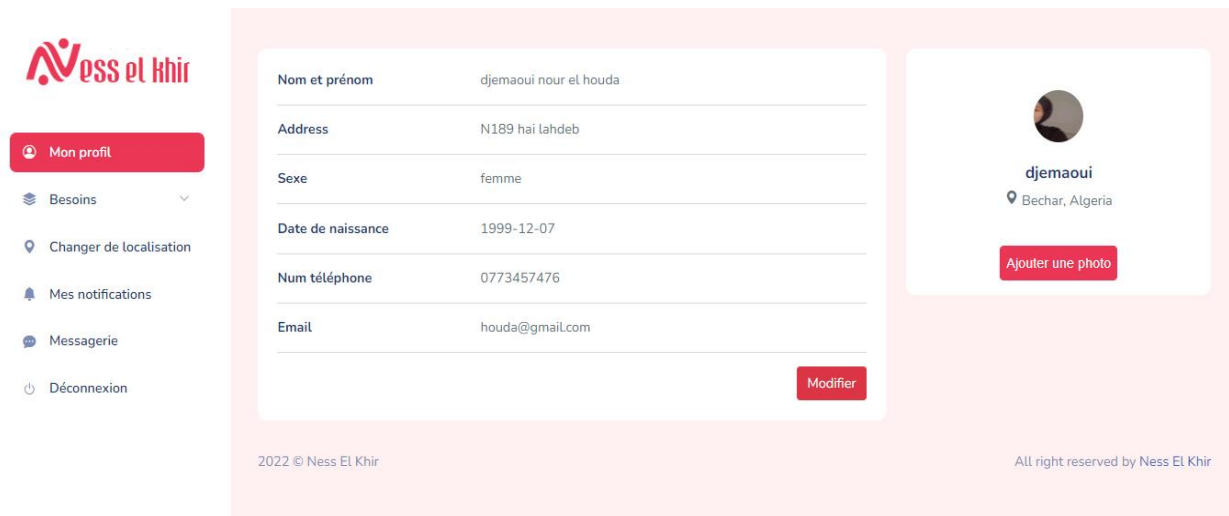 Ness el khir
Mon profil
Besoins
Changer de localisation
Mes notifications
Messagerie
Déconnexion
Nom et prénom djemaoui nour el houda
Address N189 hai lahdeb
Sexe femme
Date de naissance 1999-12-07
Num téléphone 0773457476
Email houda@gmail.com
Modifier
djemaoui
Bechar, Algeria
Ajouter une photo
2022 © Ness El Khir
All right reserved by Ness El Khir